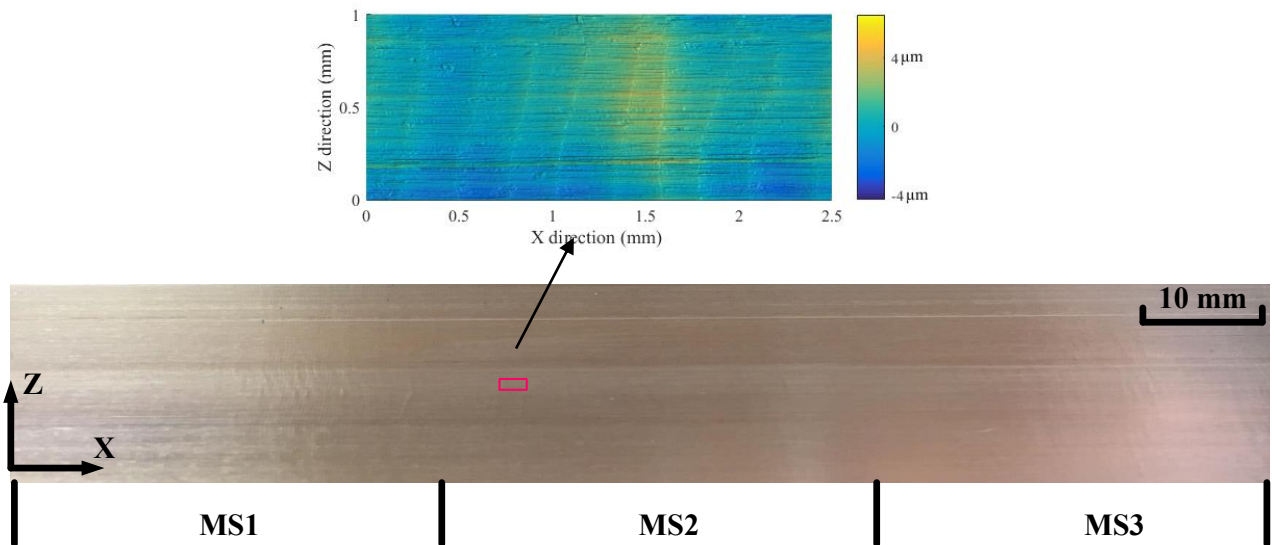 1
Z direction (mm)
0.5
0
0
0.5
1
1.5
2
2.5
X direction (mm)
4 μm
0
-4 μm
10 mm
Z
X
MS1
MS2
MS3